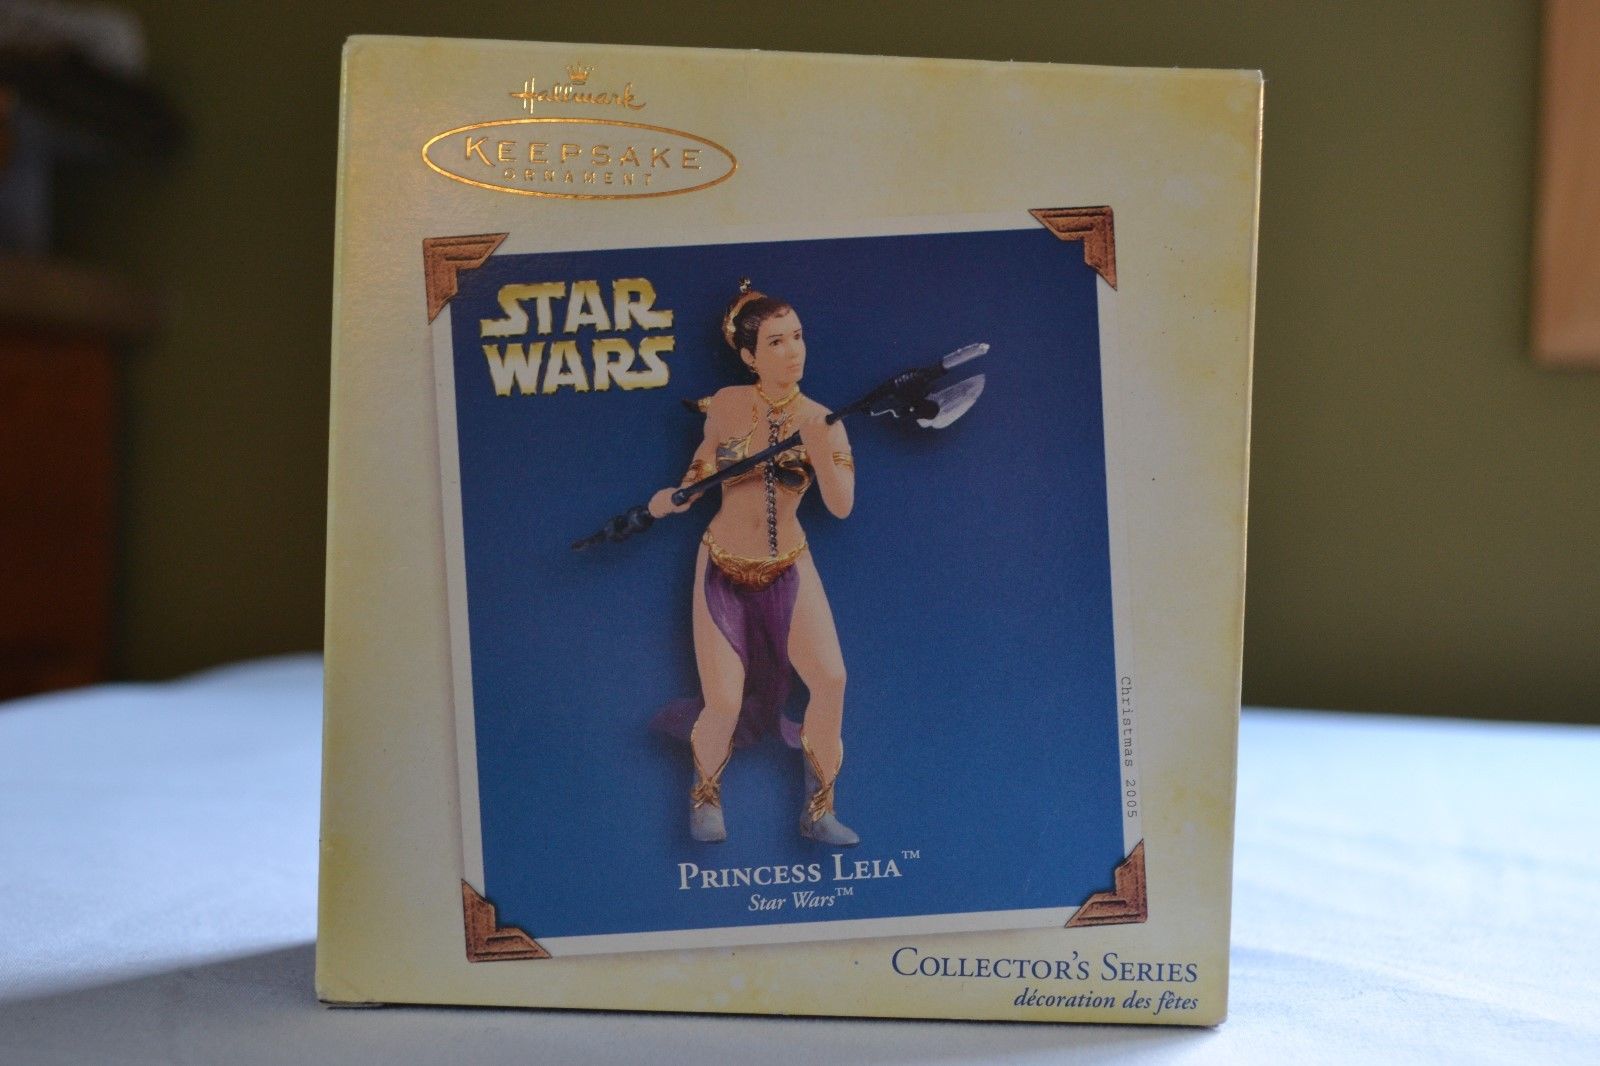 Hallmark
KEEPSAKE
ORNAMENT
STAR
WARS
Christmas 2005
PRINCESS LEIA™
Star Wars™
COLLECTOR'S SERIES
décoration des fêtes